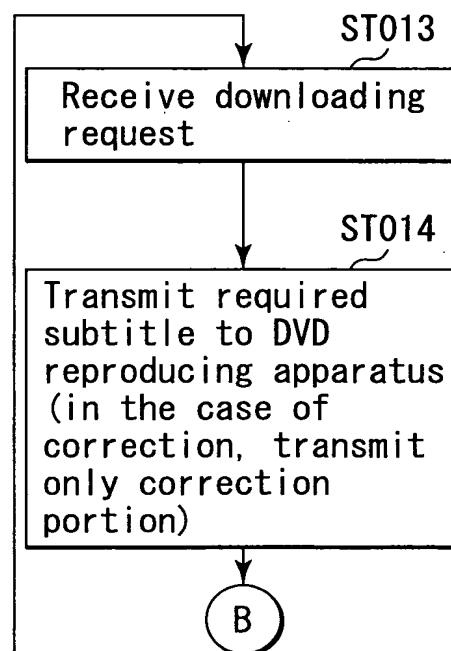 ST013
Receive downloading
request
ST014
Transmit required
subtitle to DVD
reproducing apparatus
(in the case of
correction, transmit
only correction
portion)
B